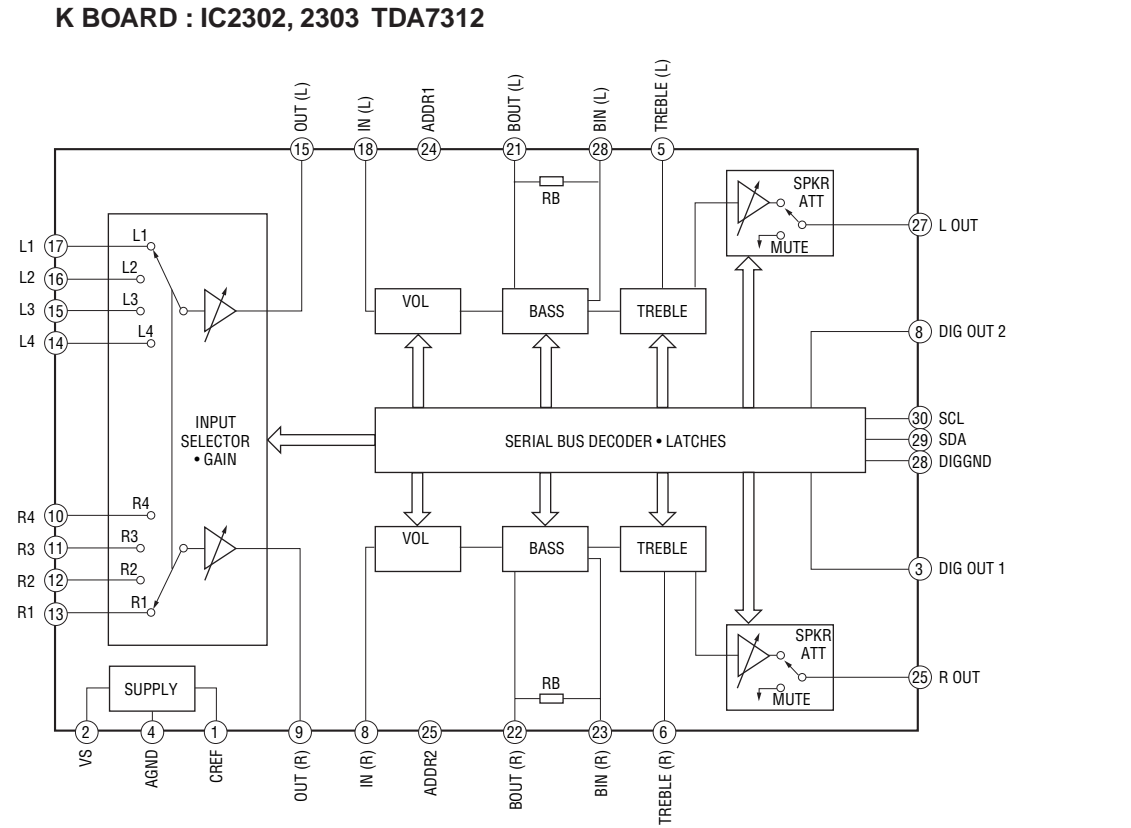 K BOARD : IC2302, 2303 TDA7312
OUT (L)
IN (L)
ADDR1
BOUT (L)
BIN (L)
TREBLE (L)
15
18
24
21
28
5
RB
SPKR
ATT
MUTE
27 L OUT
L1 17
L2 16
L3 15
L4 14
L1
L2
L3
L4
VOL
BASS
TREBLE
8 DIG OUT 2
INPUT
SELECTOR
• GAIN
SERIAL BUS DECODER • LATCHES
30 SCL
29 SDA
28 DIGGND
R4 10
R3 11
R2 12
R1 13
R4
R3
R2
R1
VOL
BASS
TREBLE
3 DIG OUT 1
SPKR
ATT
MUTE
25 R OUT
SUPPLY
RB
2
4
1
9
8
25
22
23
6
VS
AGND
CREF
OUT (R)
IN (R)
ADDR2
BOUT (R)
BIN (R)
TREBLE (R)